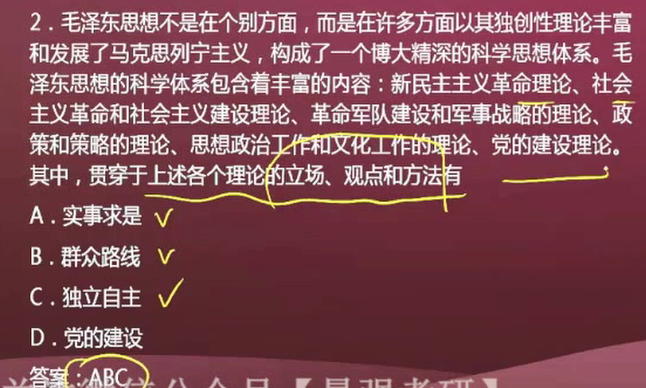 2．毛泽东思想不是在个别方面，而是在许多方面以其独创性理论丰富
和发展了马克思列宁主义，构成了一个博大精深的科学思想体系。毛
泽东思想的科学体系包含着丰富的内容：新民主主义革命理论、社会
主义革命和社会主义建设理论、革命军队建设和军事战略的理论、政
策和策略的理论、思想政治工作和文化工作的理论、党的建设理论。
其中，贯穿于上述各个理论的立场、观点和方法有
A．实事求是
B．群众路线
C．独立自主
D．党的建设
答案：ABC
公众号【最强考研】